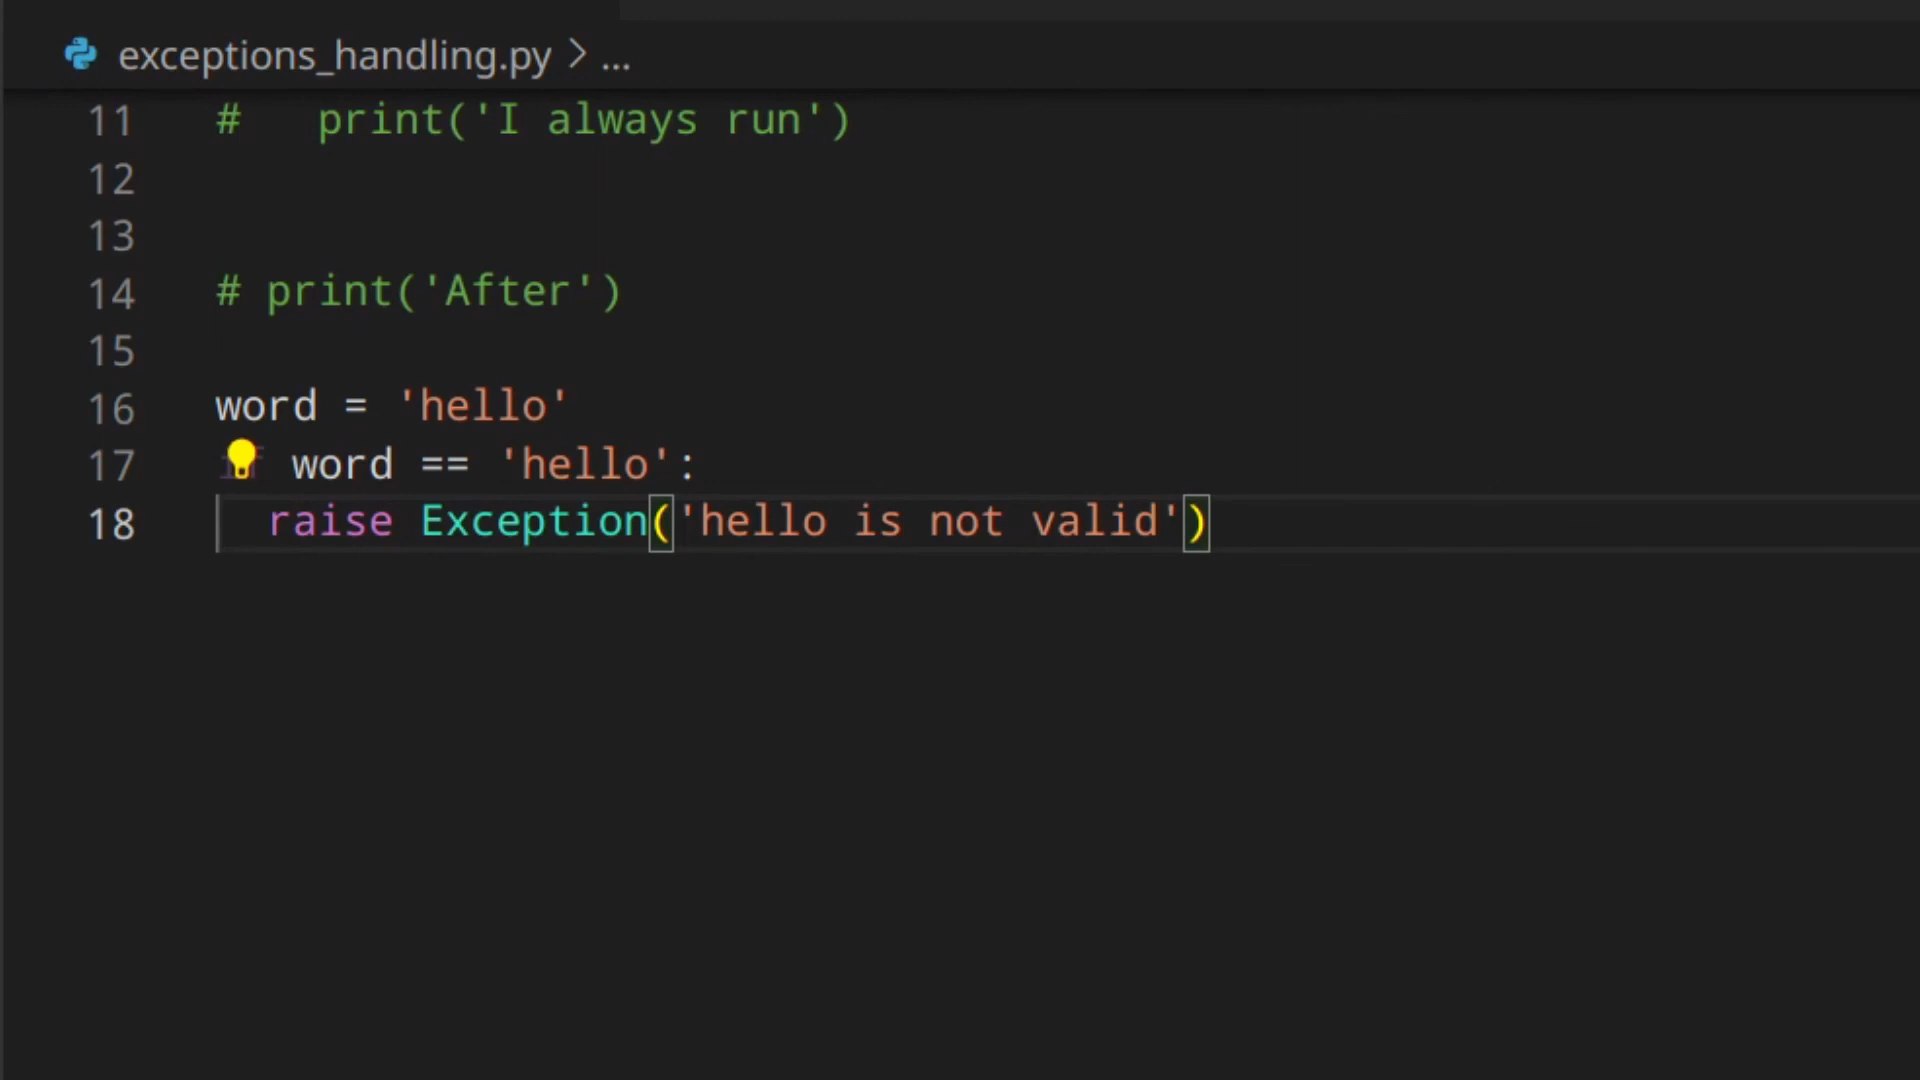 exceptions_handling.py > ...
11 #   print('I always run')
12
13
14 # print('After')
15
16 word = 'hello'
17 if word == 'hello':
18   raise Exception('hello is not valid')